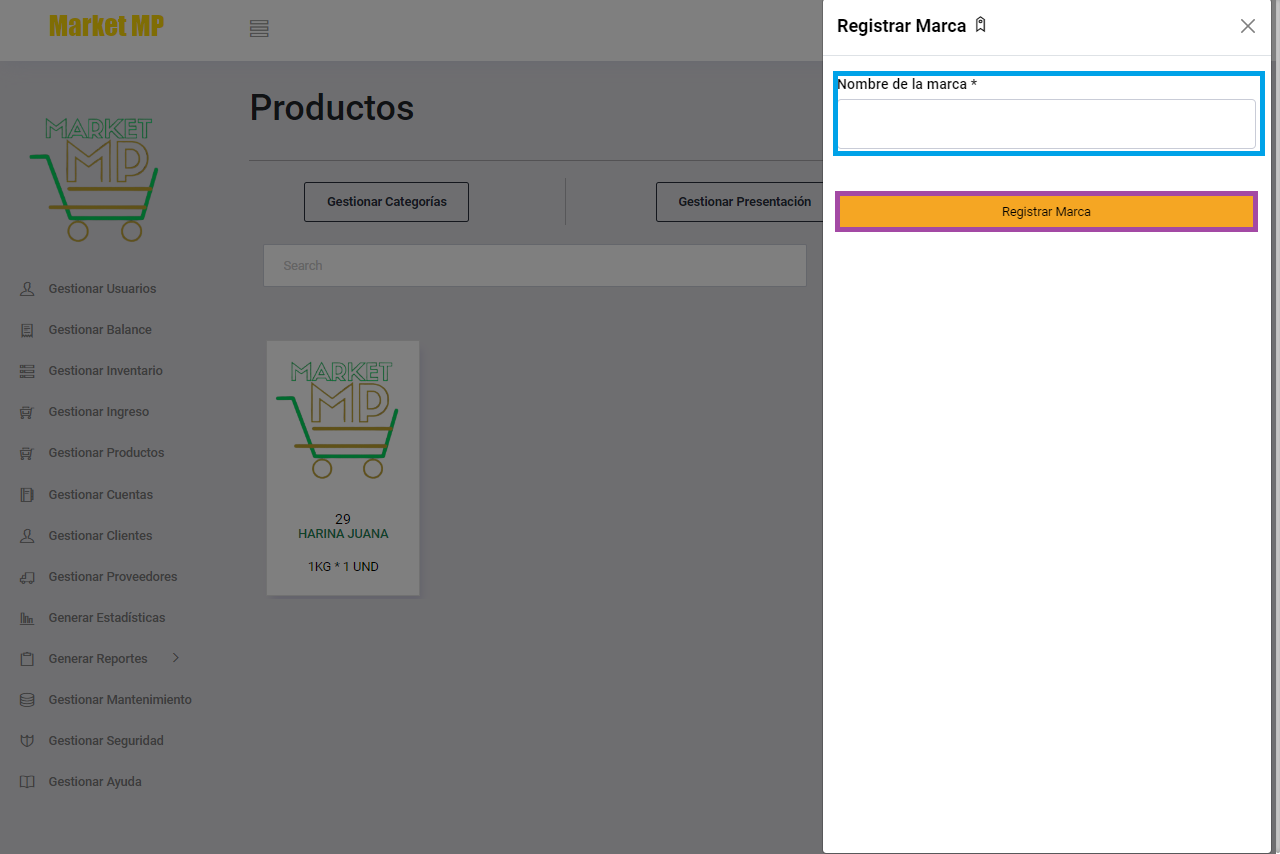 Market MP
Registrar Marca
Nombre de la marca *
Registrar Marca
MARKET
MP
Productos
Gestionar Categorías
Gestionar Presentación
Search
Gestionar Usuarios
Gestionar Balance
Gestionar Inventario
Gestionar Ingreso
Gestionar Productos
Gestionar Cuentas
Gestionar Clientes
Gestionar Proveedores
Generar Estadísticas
Generar Reportes
Gestionar Mantenimiento
Gestionar Seguridad
Gestionar Ayuda
MARKET
MP
29
HARINA JUANA
1KG * 1 UND